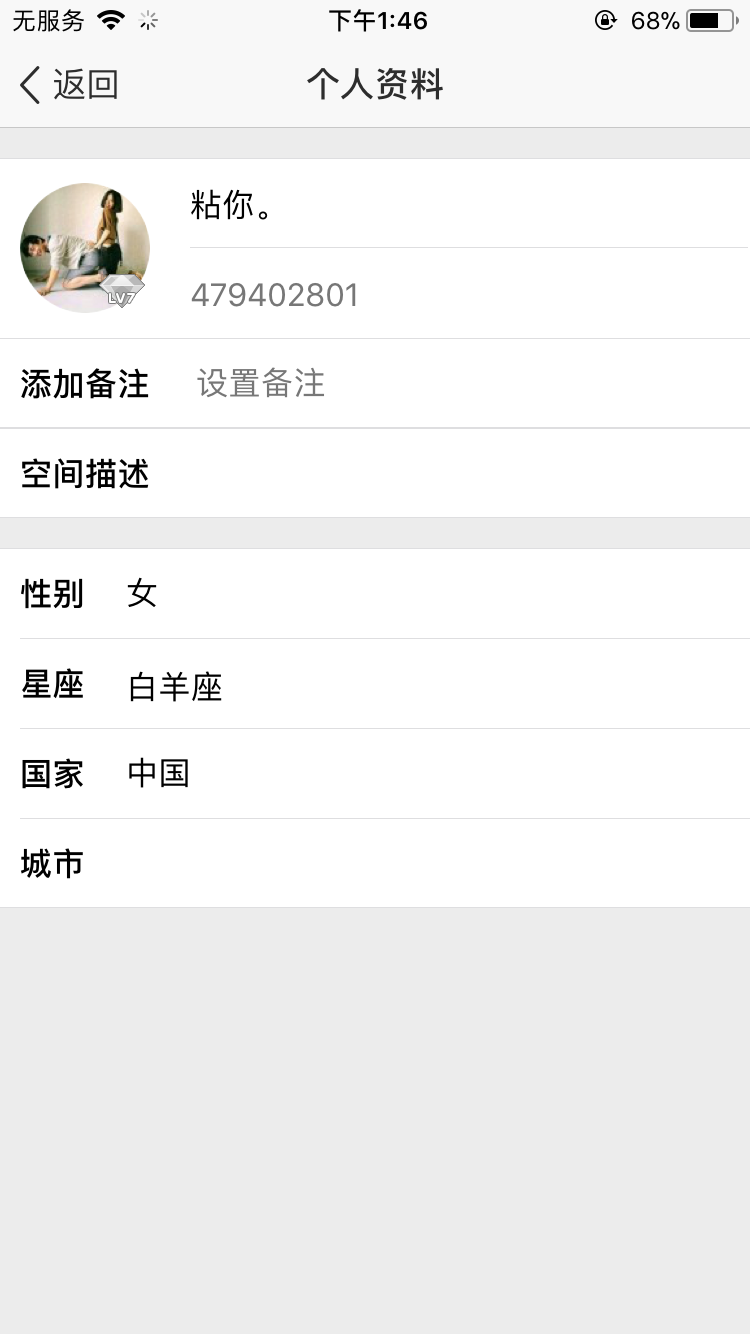 无服务 下午1:46 68%
返回 个人资料
粘你。
LV7
479402801
添加备注 设置备注
空间描述
性别 女
星座 白羊座
国家 中国
城市